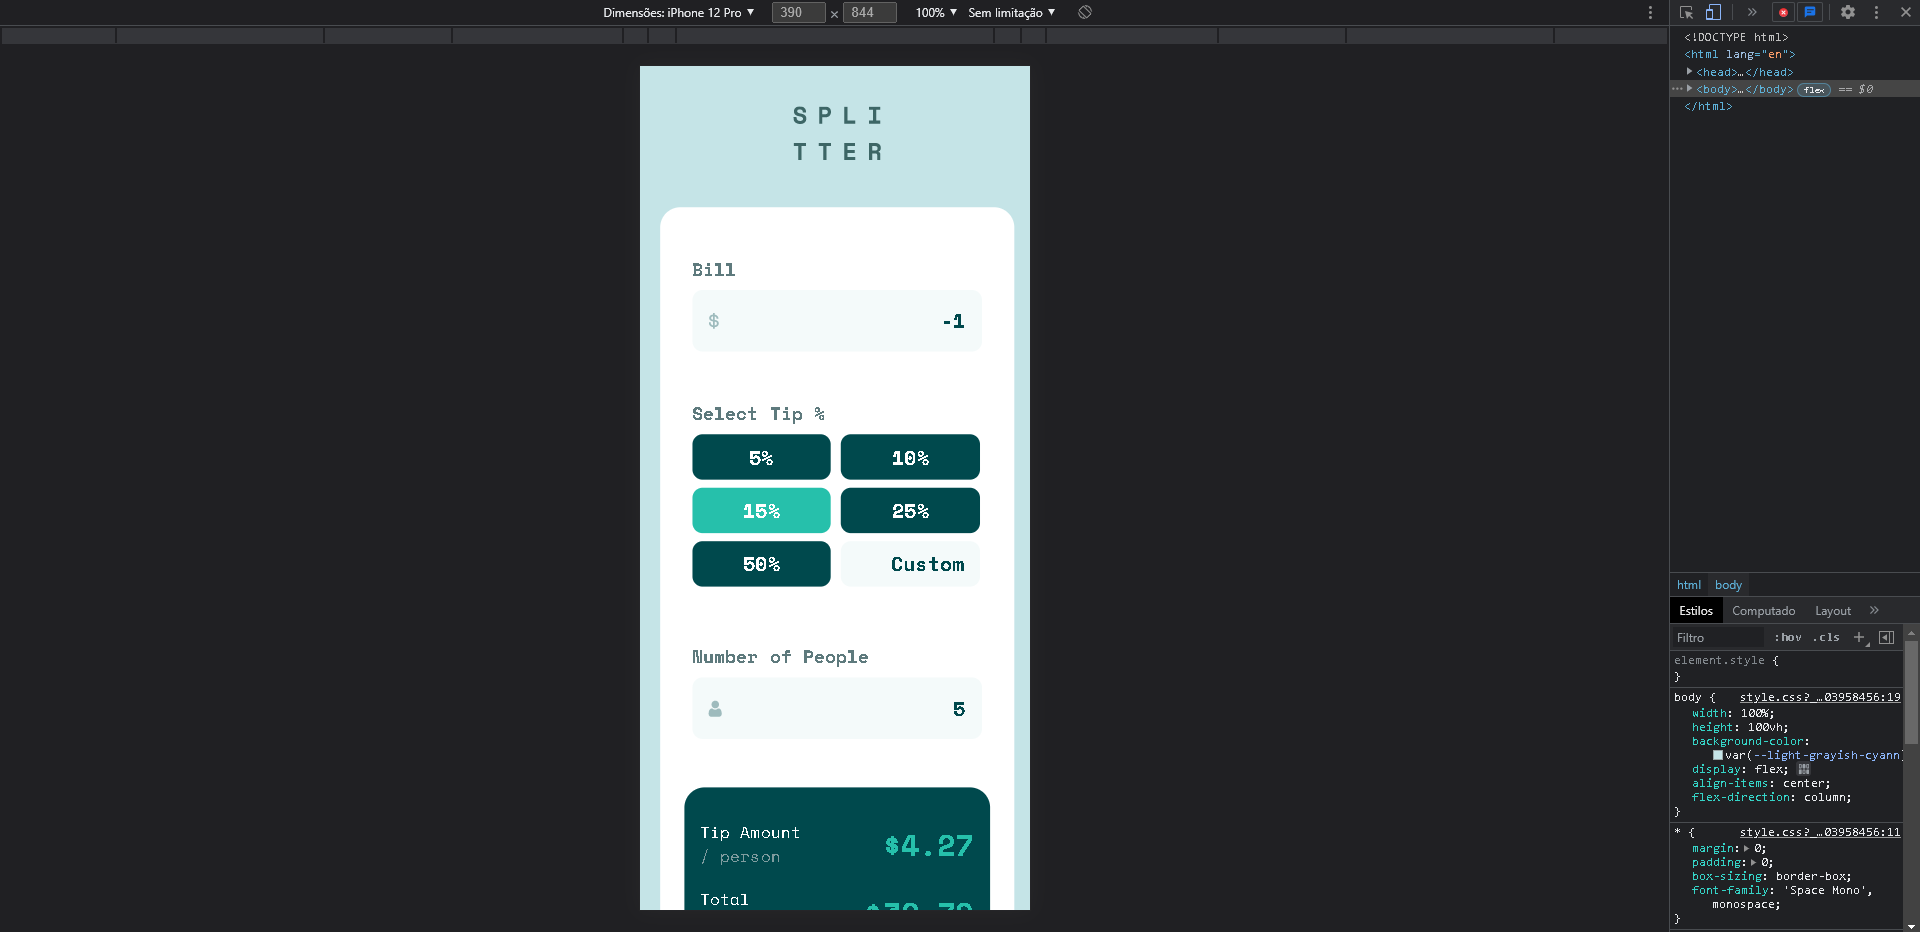 Dimensões: iPhone 12 Pro ▼ 390 × 844 100% ▼ Sem limitação ▼
S P L I
T T E R
Bill
$ -1
Select Tip %
5% 10%
15% 25%
50% Custom
Number of People
5
Tip Amount
/ person
$4.27
Total
<!DOCTYPE html>
<html lang="en">
<head>…</head>
<body>…</body> flex == $0
</html>
html body
Estilos Computado Layout »
Filtro :hov .cls +
element.style {
}
body { style.css?_…03958456:19
width: 100%;
height: 100vh;
background-color:
var(--light-grayish-cyann)
display: flex;
align-items: center;
flex-direction: column;
}
* { style.css?_…03958456:11
margin: 0;
padding: 0;
box-sizing: border-box;
font-family: 'Space Mono',
monospace;
}